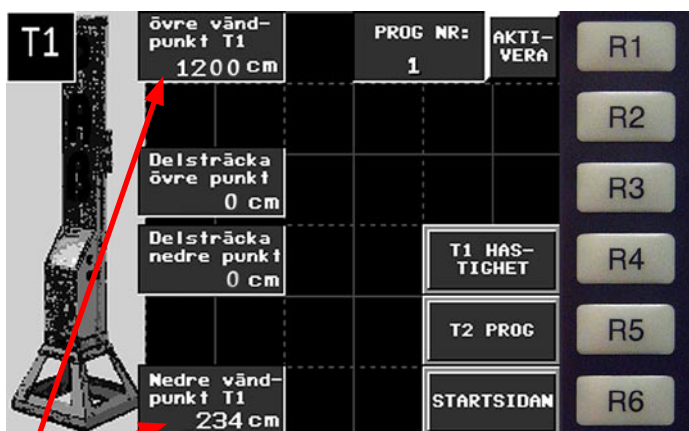 T1
övre vänd-
punkt T1
1200 cm
PROG NR:
1
AKTI-
VERA
R1
R2
Delsträcka
övre punkt
0 cm
R3
Delsträcka
nedre punkt
0 cm
T1 HAS-
TIGHET
R4
T2 PROG
R5
Nedre vänd-
punkt T1
234 cm
STARTSIDAN
R6